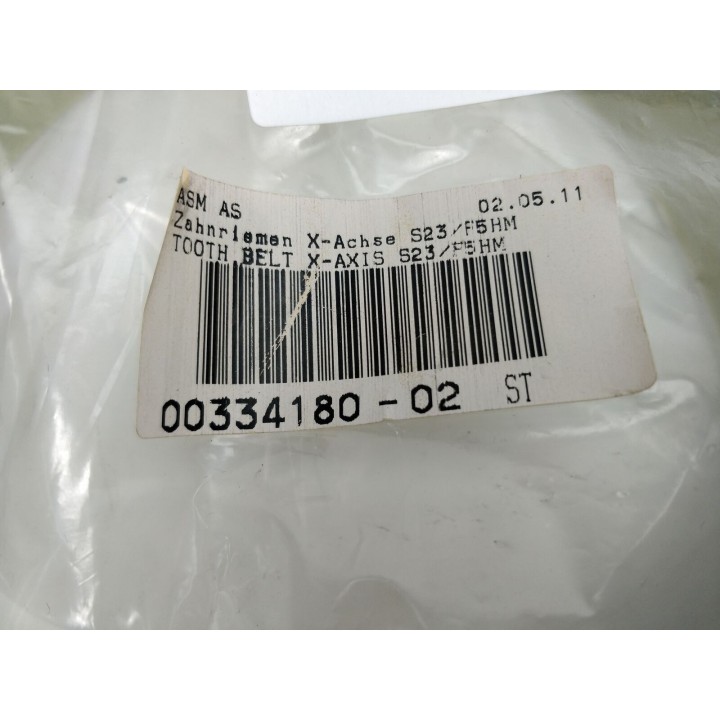 ASM AS 02.05.11
Zahnriemen X-Achse S23/F5HM
TOOTH BELT X-AXIS S23/F5HM
00334180-02 ST